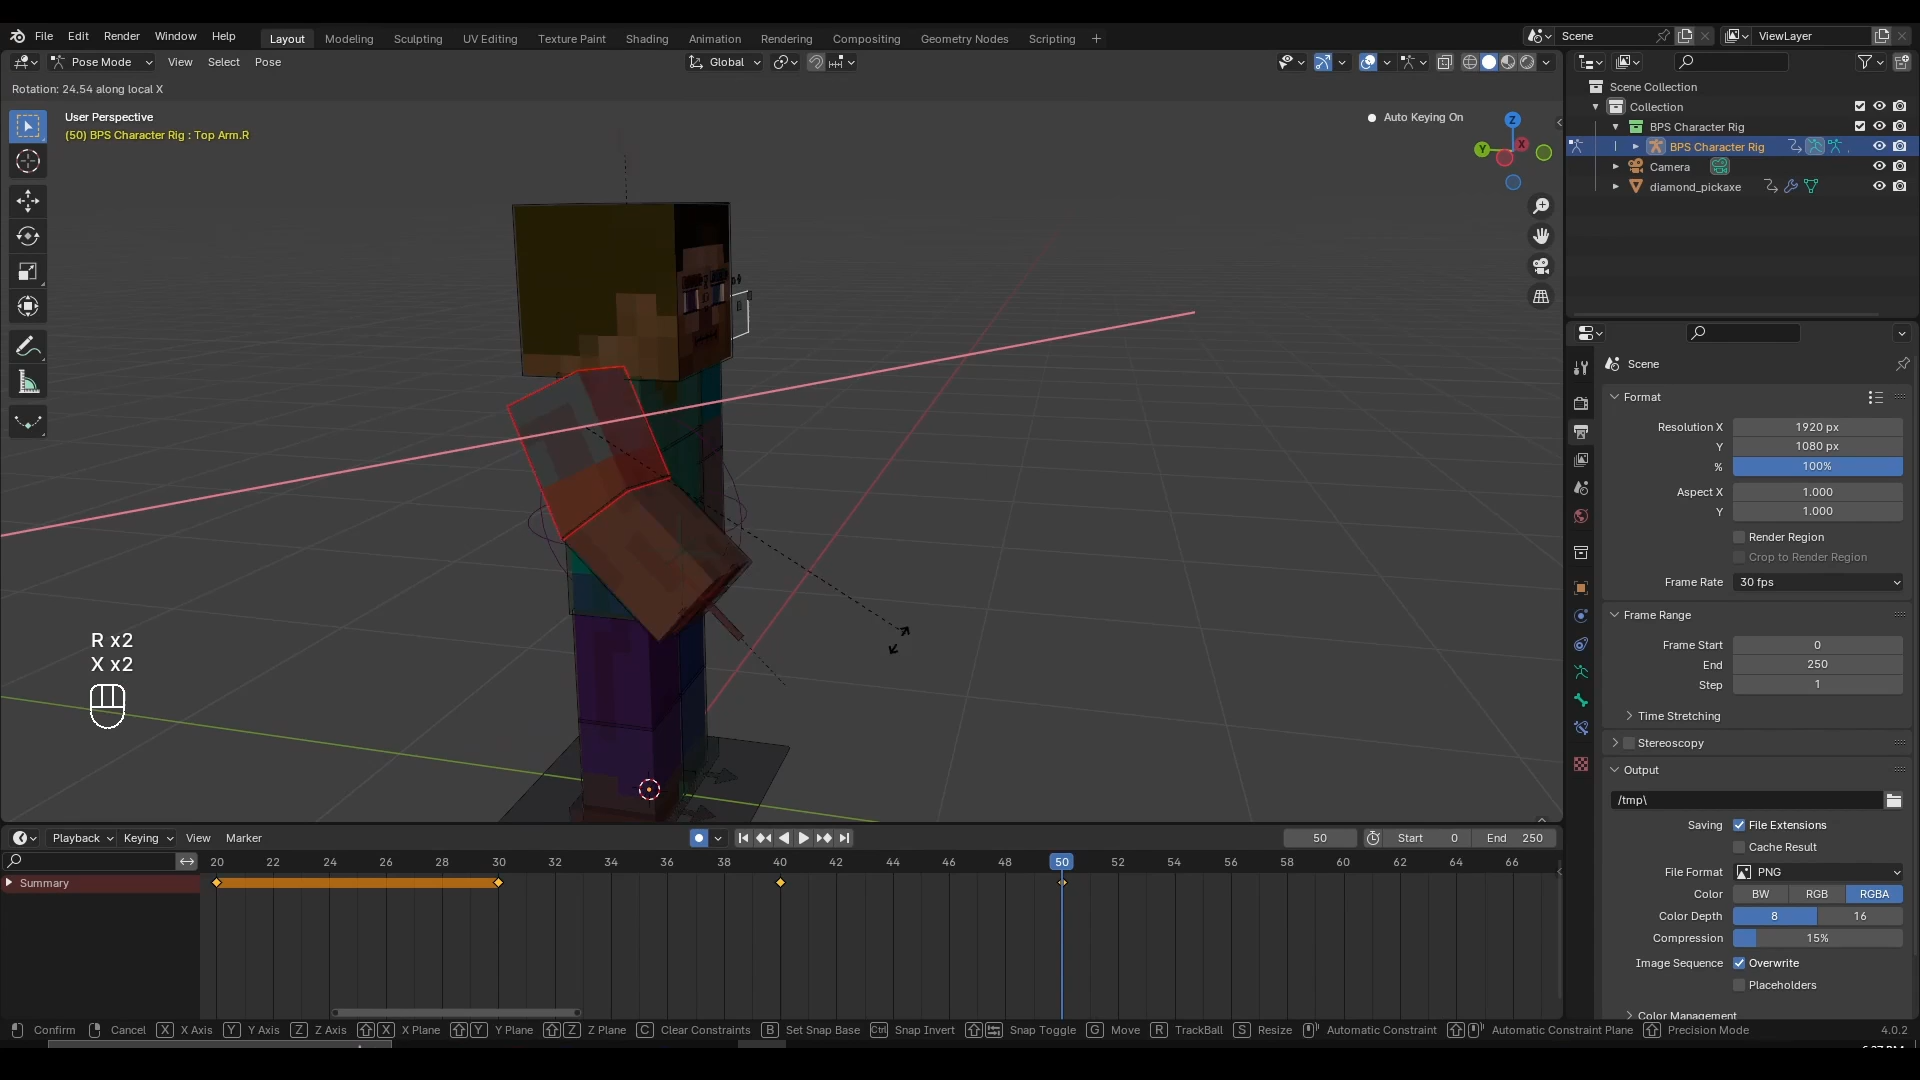 File Edit Render Window Help Layout Modeling Sculpting UV Editing Texture Paint Shading Animation Rendering Compositing Geometry Nodes Scripting + Scene ViewLayer
Pose Mode View Select Pose Global
Rotation: 24.54 along local X
User Perspective
(50) BPS Character Rig : Top Arm.R
Auto Keying On
Z
Y
X
Scene Collection
Collection
BPS Character Rig
BPS Character Rig
Camera
diamond_pickaxe
Scene
Format
Resolution X 1920 px
Y 1080 px
% 100%
Aspect X 1.000
Y 1.000
Render Region
Crop to Render Region
Frame Rate 30 fps
Frame Range
Frame Start 0
End 250
Step 1
Time Stretching
Stereoscopy
Output
/tmp\
Saving File Extensions
Cache Result
File Format PNG
Color BW RGB RGBA
Color Depth 8 16
Compression 15%
Image Sequence Overwrite
Placeholders
Color Management
R x2
X x2
Playback Keying View Marker 50 Start 0 End 250
20 22 24 26 28 30 32 34 36 38 40 42 44 46 48 50 52 54 56 58 60 62 64 66
Summary
Confirm Cancel X X Axis Y Y Axis Z Z Axis X X Plane Y Y Plane Z Z Plane C Clear Constraints B Set Snap Base Ctrl Snap Invert Snap Toggle G Move R TrackBall S Resize Automatic Constraint Automatic Constraint Plane Precision Mode 4.0.2